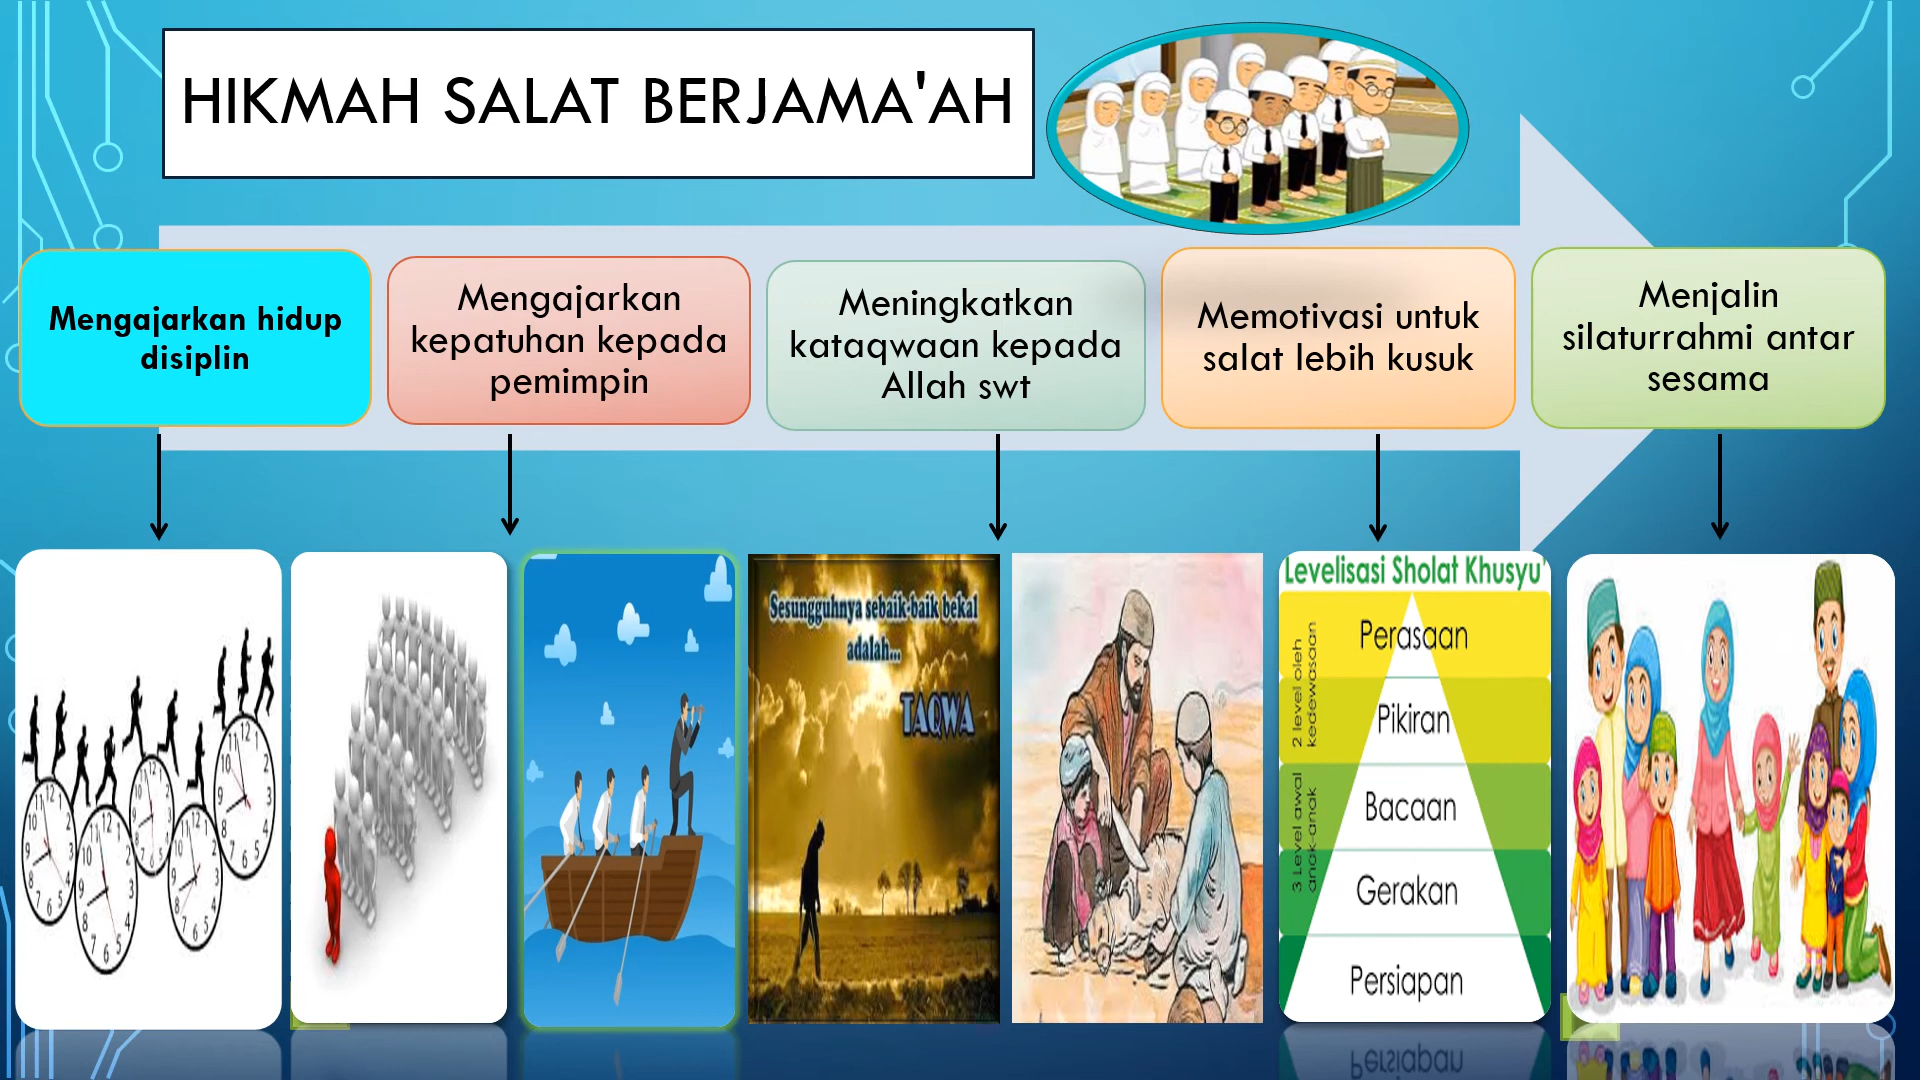 HIKMAH SALAT BERJAMA'AH
Mengajarkan hidup
disiplin
Mengajarkan
kepatuhan kepada
pemimpin
Meningkatkan
kataqwaan kepada
Allah swt
Memotivasi untuk
salat lebih kusuk
Menjalin
silaturrahmi antar
sesama
Sesungguhnya sebaik-baik bekal
adalah...
TAQWA
Levelisasi Sholat Khusyu'
2 level oleh
kedewasaan
3 Level awal
anak-anak
Perasaan
Pikiran
Bacaan
Gerakan
Persiapan